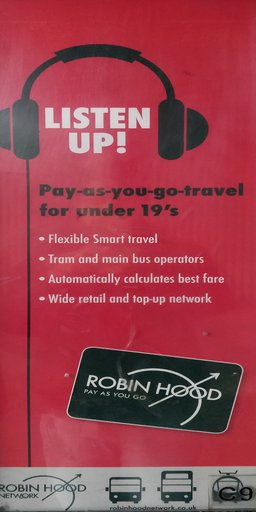 LISTEN
UP!
Pay-as-you-go-travel
for under 19's
• Flexible Smart travel
• Tram and main bus operators
• Automatically calculates best fare
• Wide retail and top-up network
ROBIN HOOD
PAY AS YOU GO
ROBIN HOOD
NETWORK
robinhoodnetwork.co.uk
C9